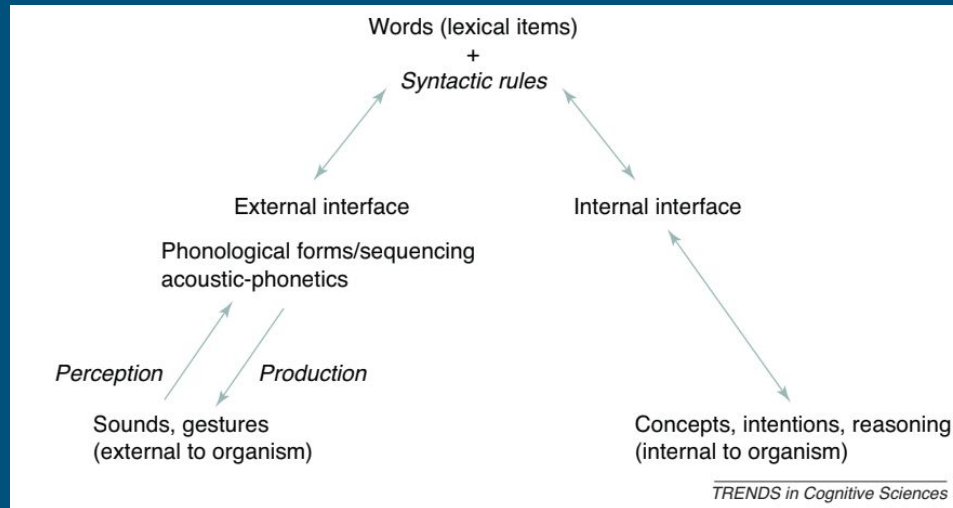 Words (lexical items)
+
Syntactic rules
External interface
Internal interface
Phonological forms/sequencing
acoustic-phonetics
Perception
Production
Sounds, gestures
(external to organism)
Concepts, intentions, reasoning
(internal to organism)
TRENDS in Cognitive Sciences